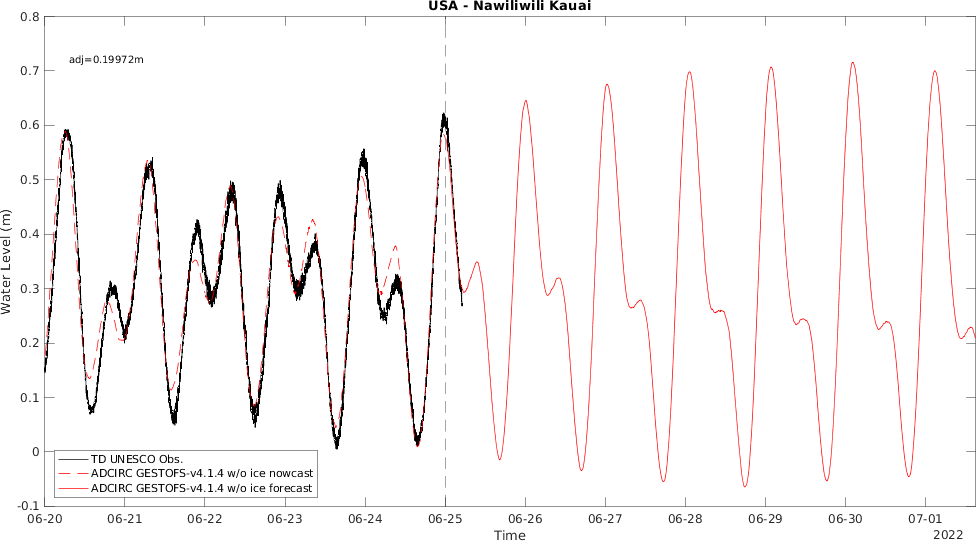 USA - Nawiliwili Kauai
adj=0.19972m
0.8
0.7
0.6
0.5
0.4
0.3
0.2
0.1
0
-0.1
Water Level (m)
TD UNESCO Obs.
ADCIRC GESTOFS-v4.1.4 w/o ice nowcast
ADCIRC GESTOFS-v4.1.4 w/o ice forecast
06-20 06-21 06-22 06-23 06-24 06-25 06-26 06-27 06-28 06-29 06-30 07-01
Time
2022